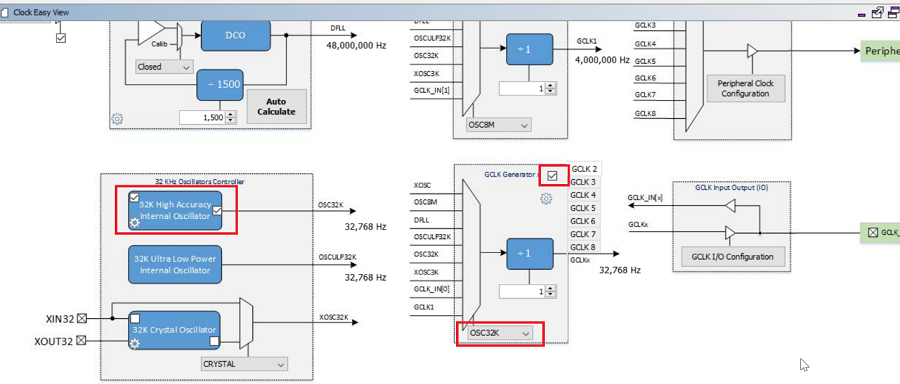 Clock Easy View
DCO
Calib
Closed
÷ 1500
1,500
Auto
Calculate
DFLL
48,000,000 Hz
DFLL
OSCULP32K
OSC32K
XOSC3K
GCLK_IN[1]
÷ 1
1
OSC8M
GCLK1
4,000,000 Hz
GCLK3
GCLK4
GCLK5
GCLK6
GCLK7
GCLK8
Peripheral Clock
Configuration
Periphe
32 KHz Oscillators Controller
32K High Accuracy
Internal Oscillator
OSC32K
32,768 Hz
32K Ultra Low Power
Internal Oscillator
OSCULP32K
32,768 Hz
XIN32
XOUT32
32K Crystal Oscillator
XOSC32K
CRYSTAL
GCLK Generator
XOSC
OSC8M
DFLL
OSCULP32K
OSC32K
XOSC3K
GCLK_IN[0]
GCLK1
÷ 1
1
OSC32K
GCLK 2
GCLK 3
GCLK 4
GCLK 5
GCLK 6
GCLK 7
GCLK 8
GCLKx
32,768 Hz
GCLK Input Output (IO)
GCLK_IN[x]
GCLKx
GCLK I/O Configuration
GCLK_